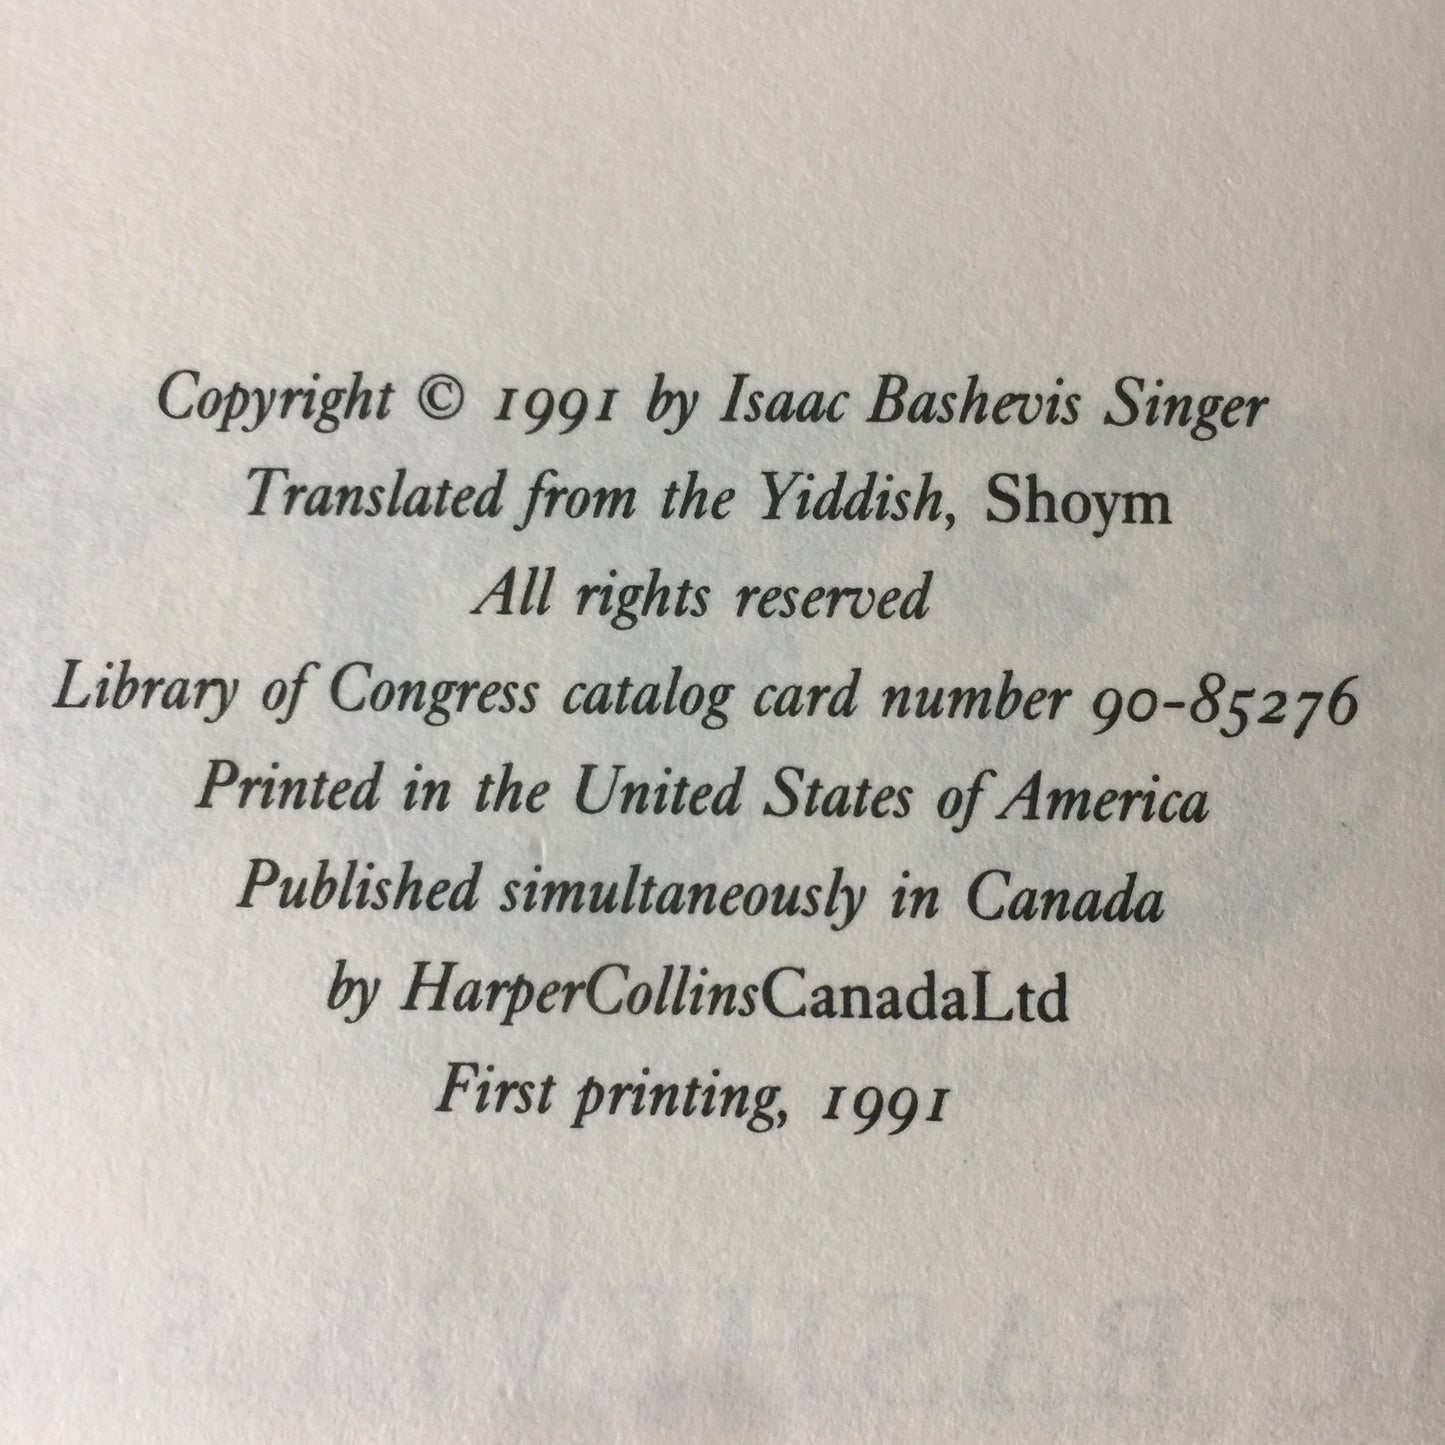 Copyright © 1991 by Isaac Bashevis Singer
Translated from the Yiddish, Shoym
All rights reserved
Library of Congress catalog card number 90-85276
Printed in the United States of America
Published simultaneously in Canada
by HarperCollinsCanadaLtd
First printing, 1991